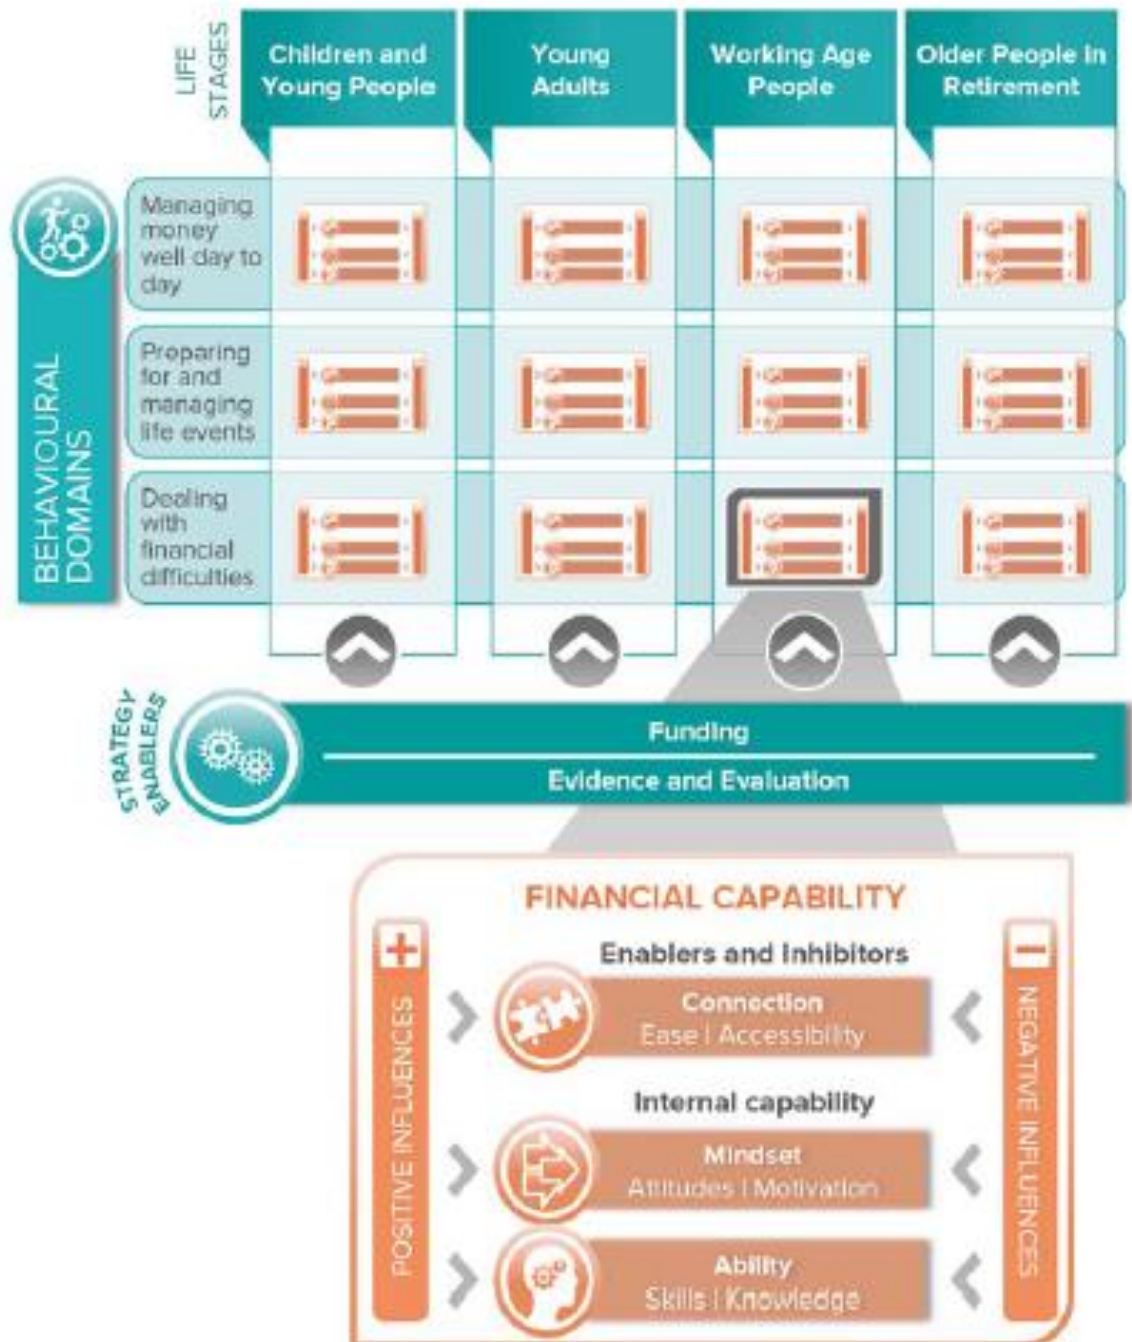 LIFE
STAGES
Children and
Young People
Young
Adults
Working Age
People
Older People in
Retirement
BEHAVIOURAL
DOMAINS
Managing
money
well day to
day
Preparing
for and
managing
life events
Dealing
with
financial
difficulties
STRATEGY
ENABLERS
Funding
Evidence and Evaluation
FINANCIAL CAPABILITY
+
POSITIVE INFLUENCES
Enablers and Inhibitors
Connection
Ease | Accessibility
Internal capability
Mindset
Attitudes | Motivation
Ability
Skills | Knowledge
−
NEGATIVE INFLUENCES